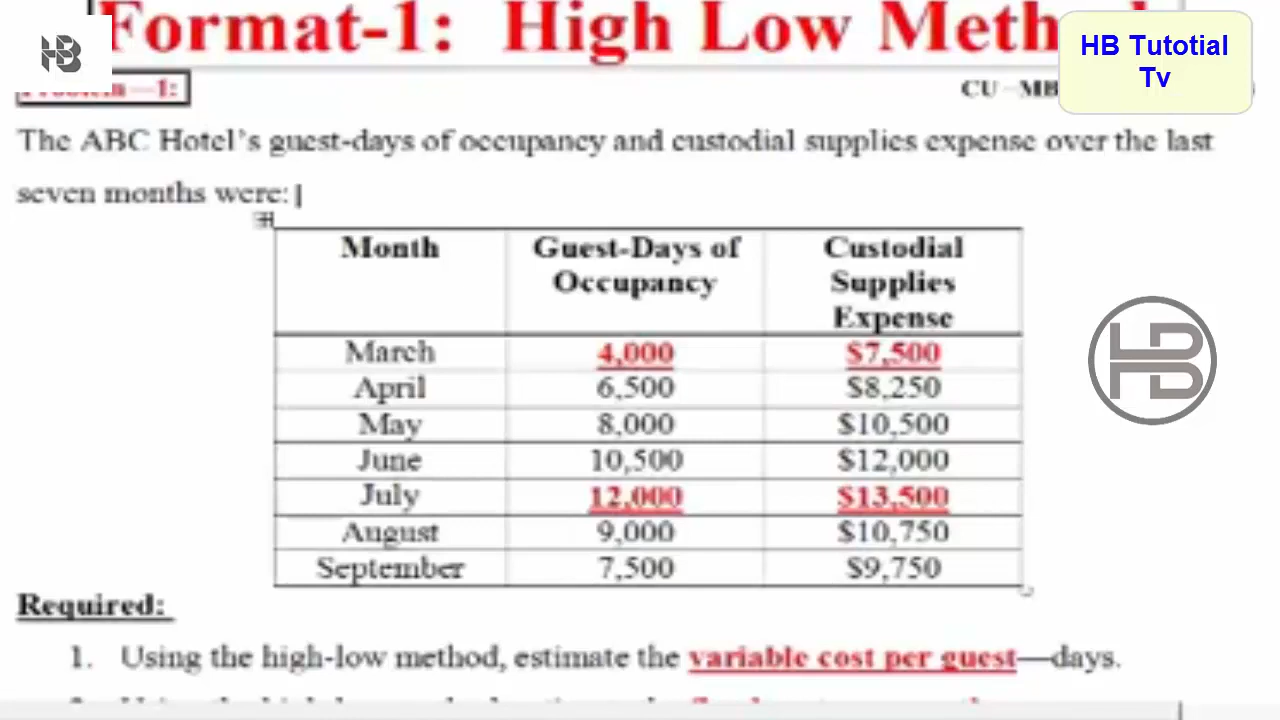 Format-1: High Low Meth
HB Tutotial
Tv
HB
Problem—1:
CU
The ABC Hotel's guest-days of occupancy and custodial supplies expense over the last
seven months were:
Month Guest-Days of Occupancy Custodial Supplies Expense
March 4,000 $7,500
April 6,500 $8,250
May 8,000 $10,500
June 10,500 $12,000
July 12,000 $13,500
August 9,000 $10,750
September 7,500 $9,750
HB
Required:
1. Using the high-low method, estimate the variable cost per guest—days.